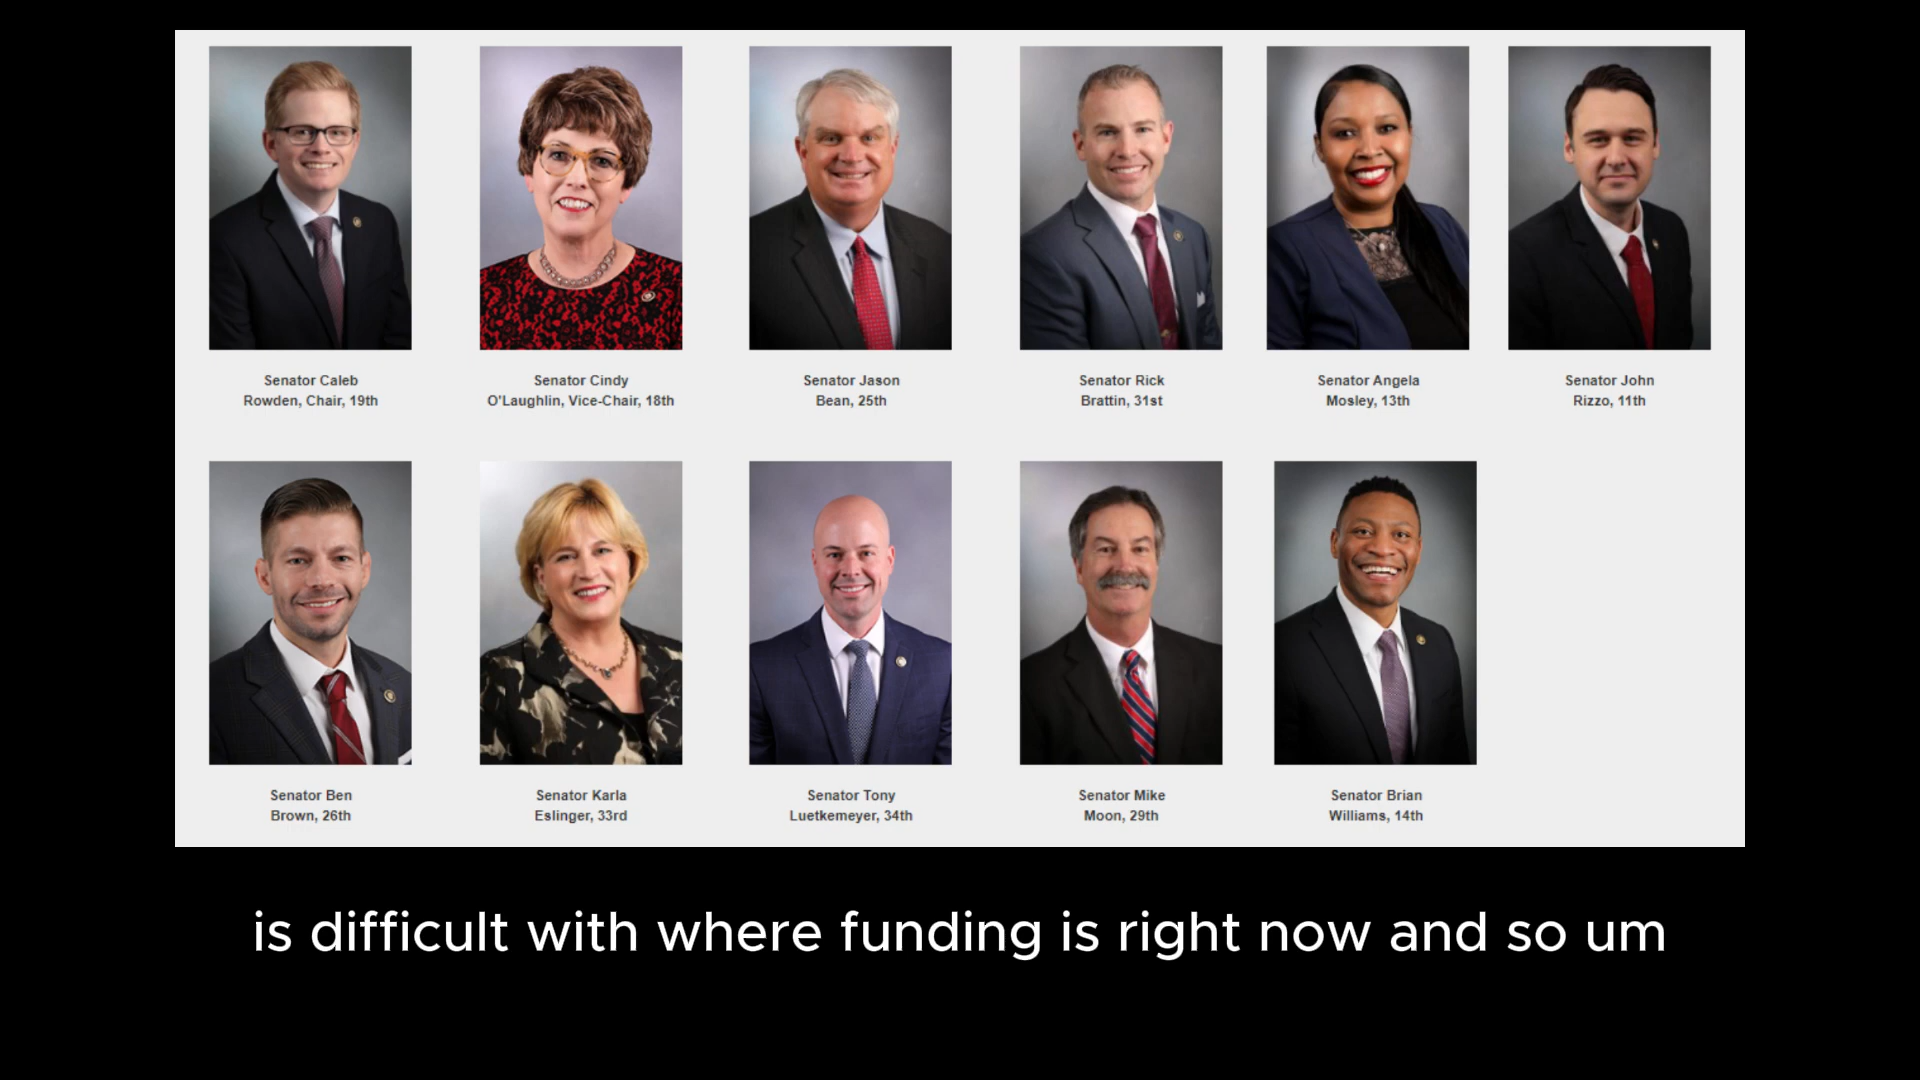 Senator Caleb
Rowden, Chair, 19th
Senator Cindy
O'Laughlin, Vice-Chair, 18th
Senator Jason
Bean, 25th
Senator Rick
Brattin, 31st
Senator Angela
Mosley, 13th
Senator John
Rizzo, 11th
Senator Ben
Brown, 26th
Senator Karla
Eslinger, 33rd
Senator Tony
Luetkemeyer, 34th
Senator Mike
Moon, 29th
Senator Brian
Williams, 14th
is difficult with where funding is right now and so um